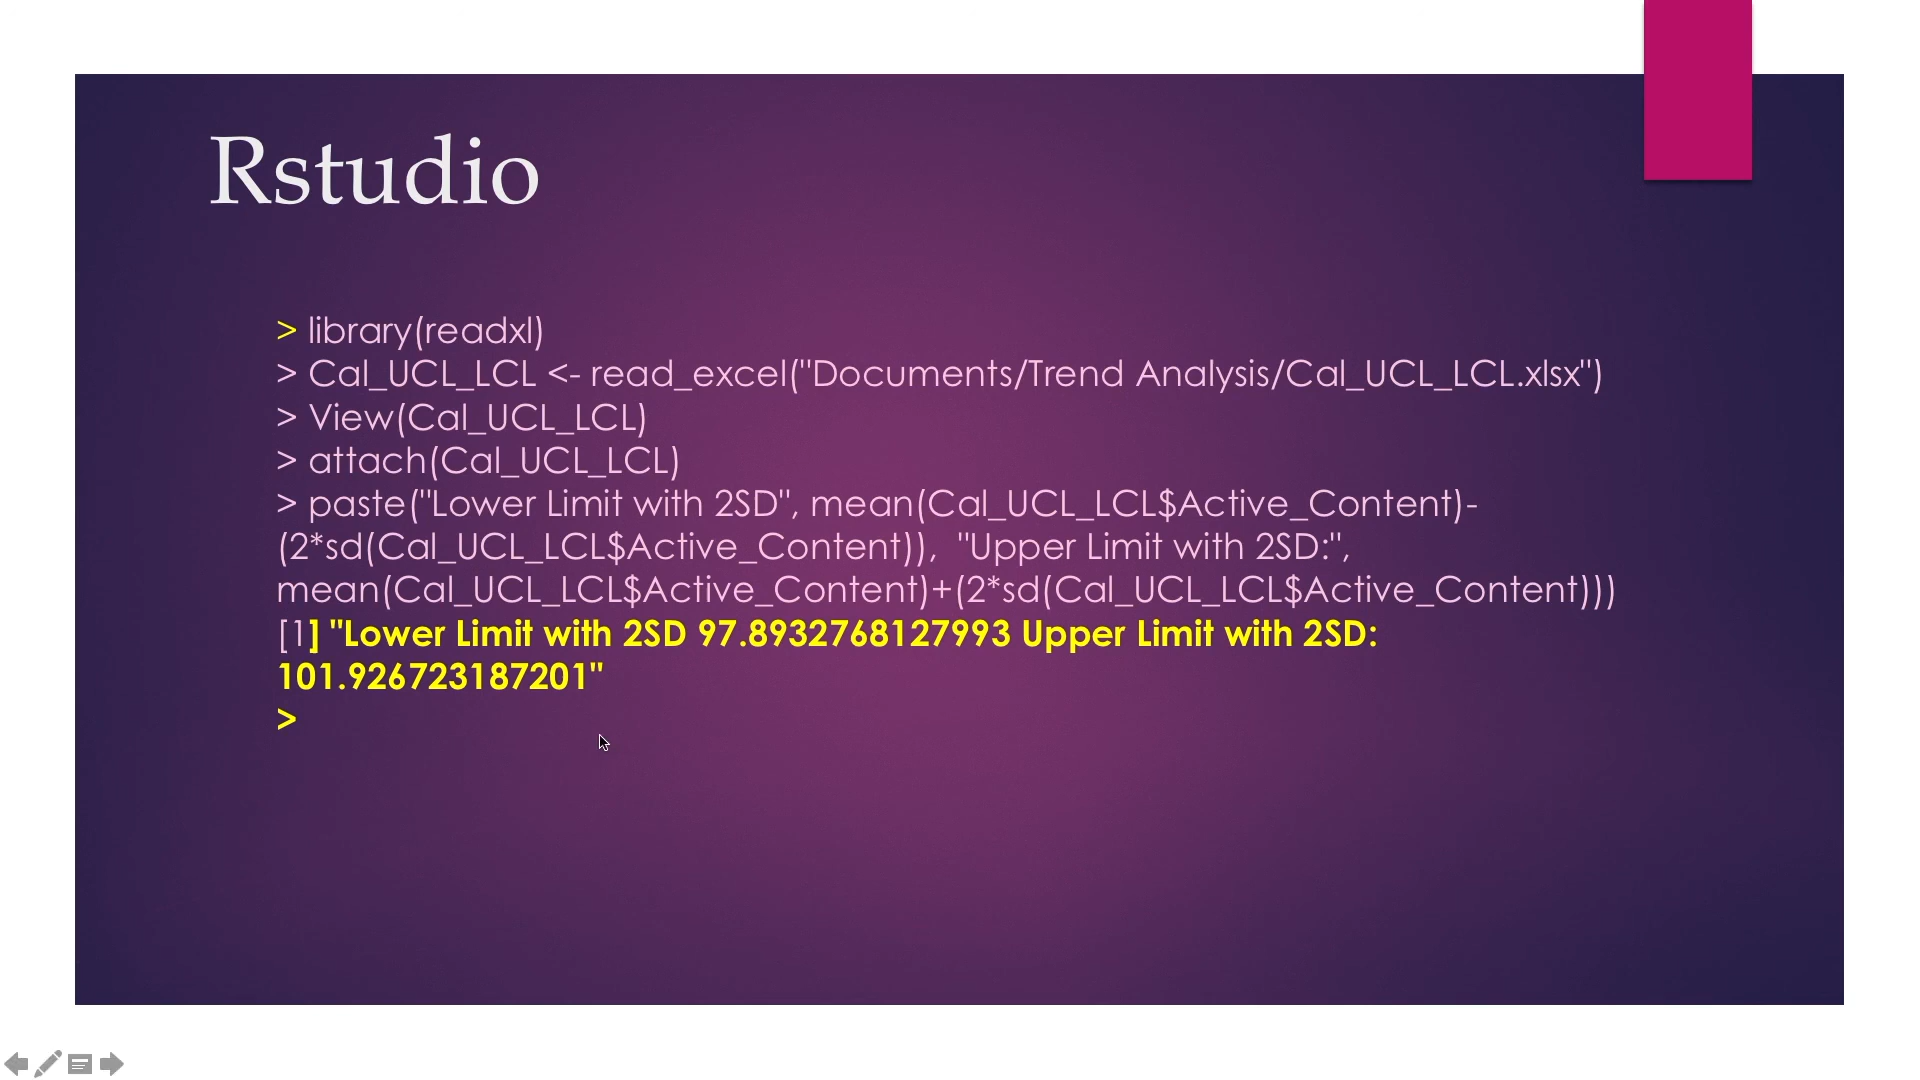 Rstudio
> library(readxl)
> Cal_UCL_LCL <- read_excel("Documents/Trend Analysis/Cal_UCL_LCL.xlsx")
> View(Cal_UCL_LCL)
> attach(Cal_UCL_LCL)
> paste("Lower Limit with 2SD", mean(Cal_UCL_LCL$Active_Content)-
(2*sd(Cal_UCL_LCL$Active_Content)),  "Upper Limit with 2SD:",
mean(Cal_UCL_LCL$Active_Content)+(2*sd(Cal_UCL_LCL$Active_Content)))
[1] "Lower Limit with 2SD 97.8932768127993 Upper Limit with 2SD:
101.926723187201"
>